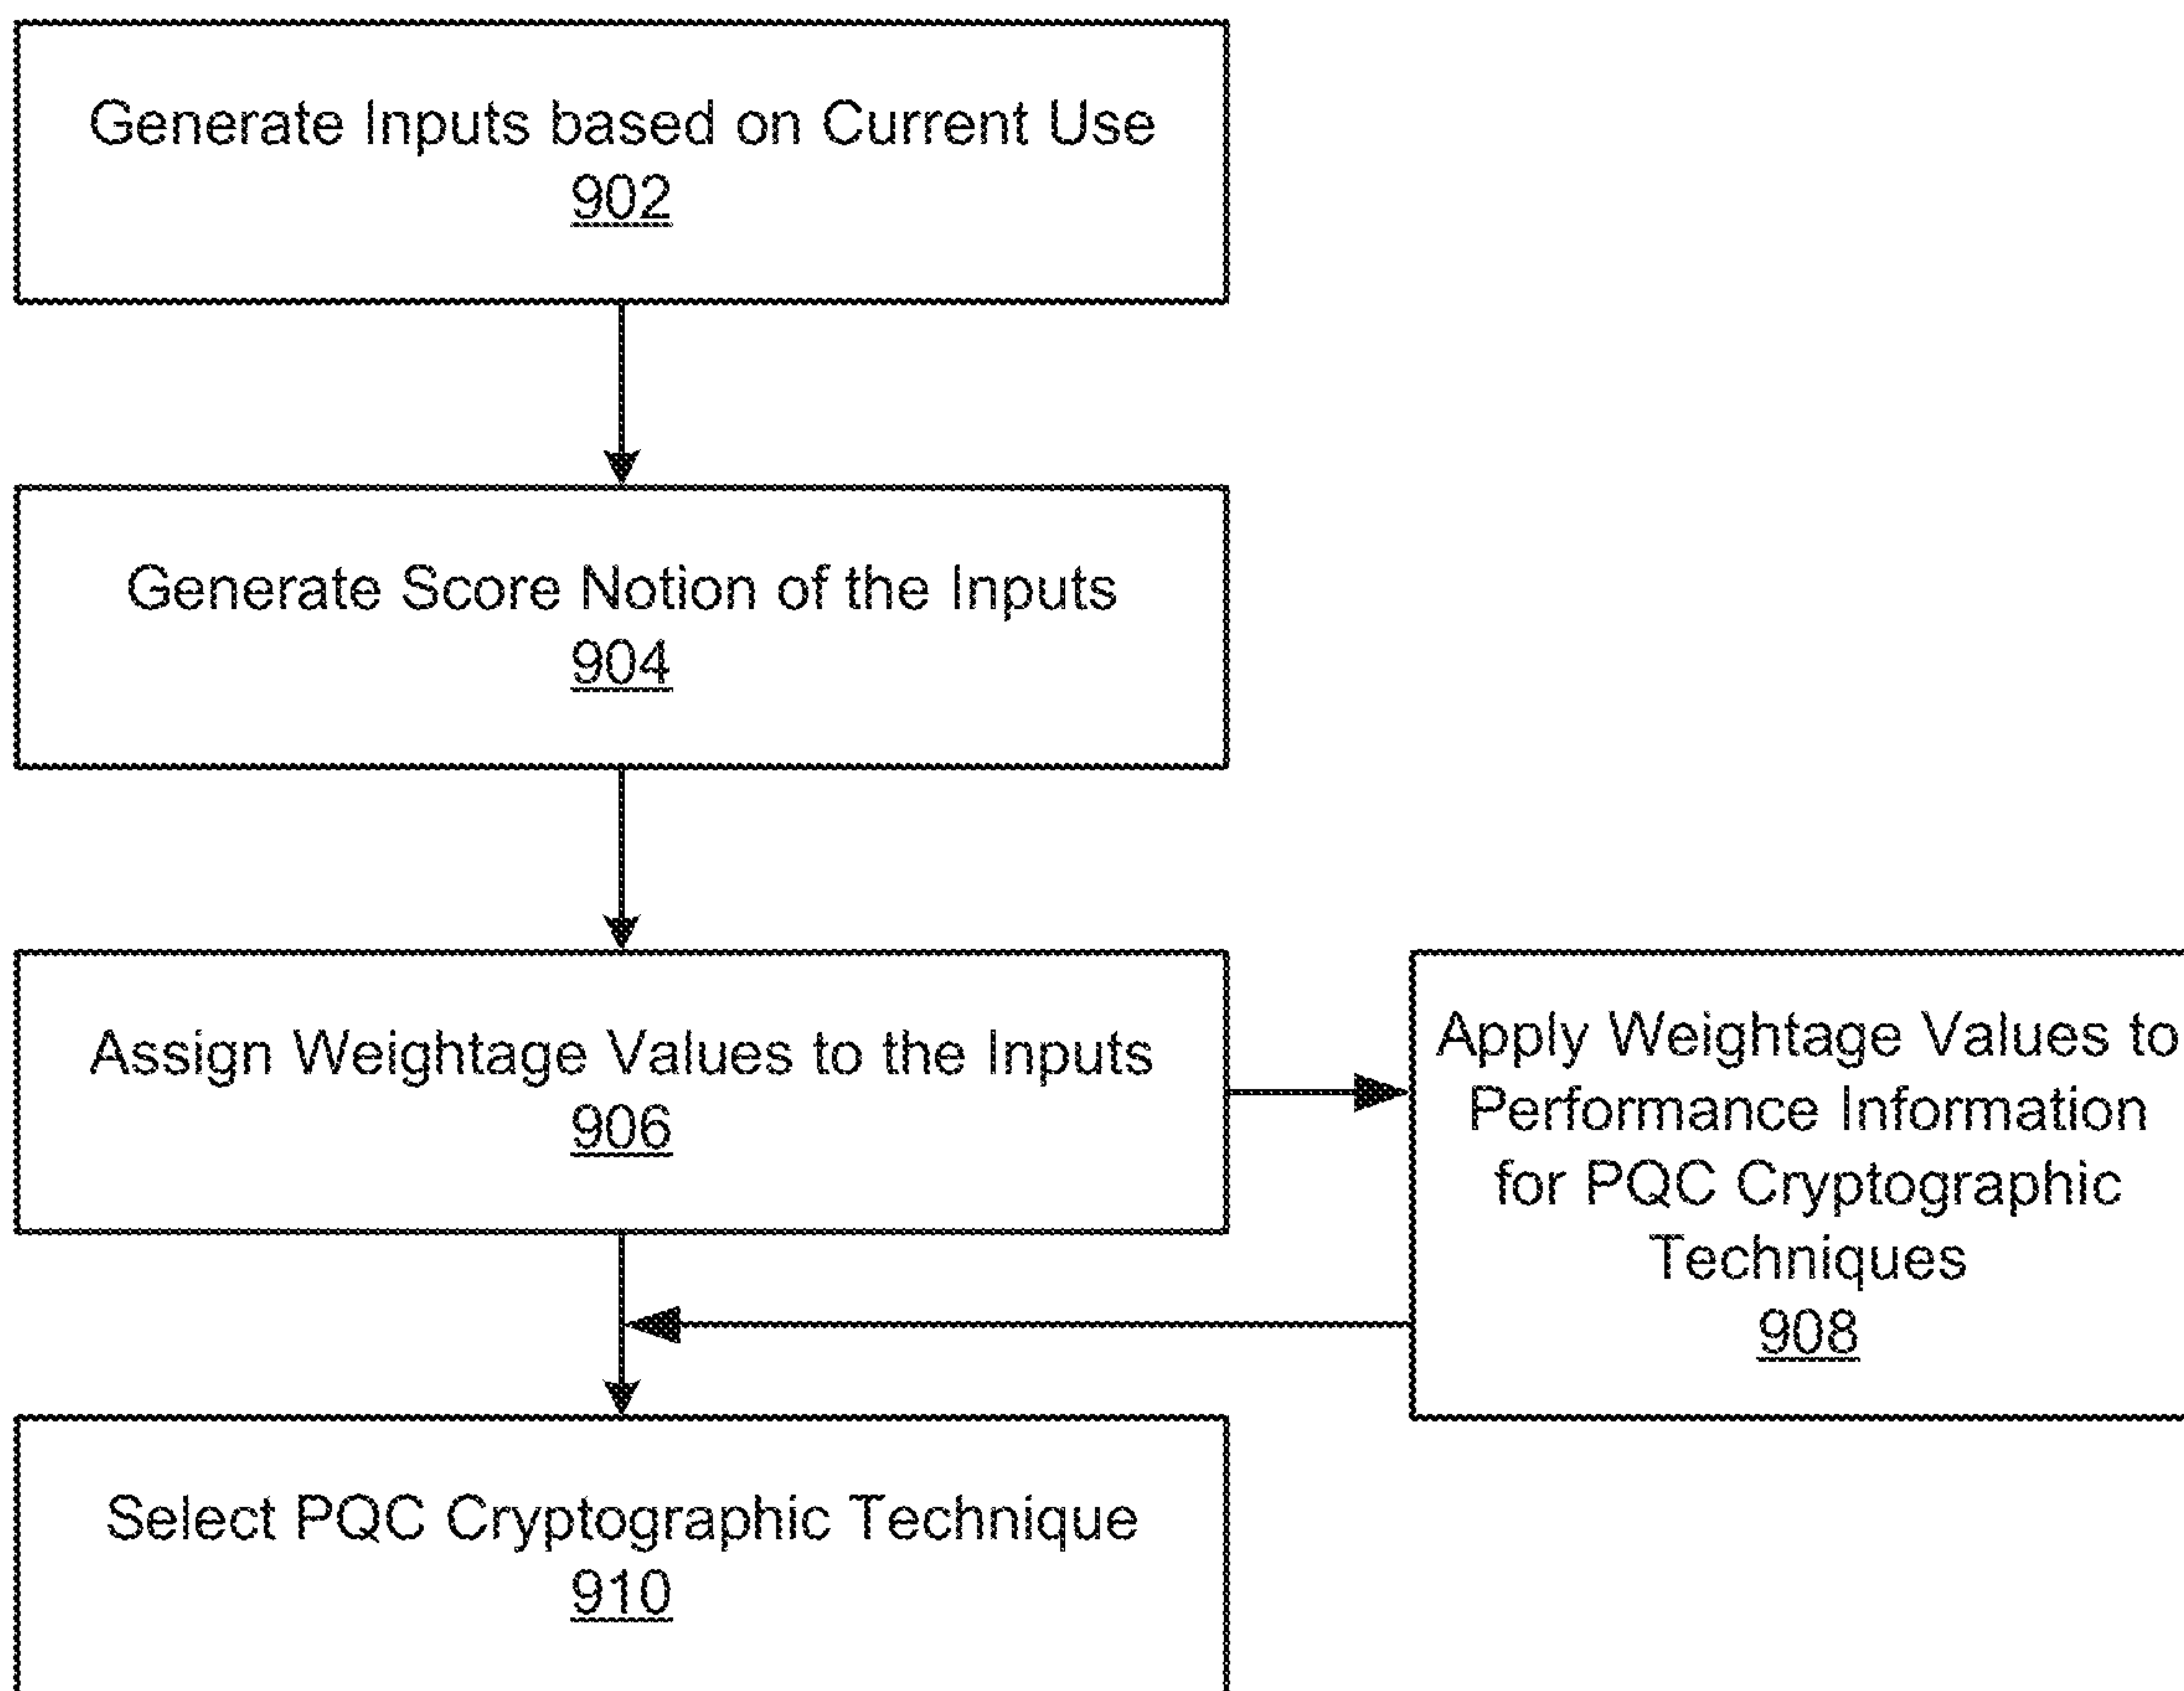 Generate Inputs based on Current Use
902
Generate Score Notion of the Inputs
904
Assign Weightage Values to the Inputs
906
Apply Weightage Values to
Performance Information
for PQC Cryptographic
Techniques
908
Select PQC Cryptographic Technique
910